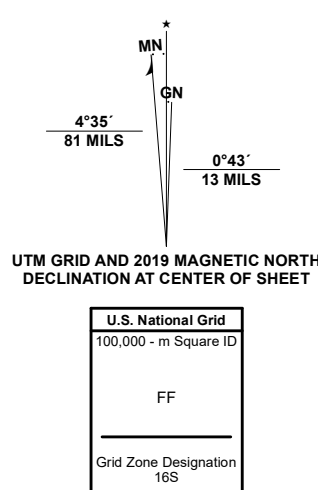 ★
MN
GN
4°35´
81 MILS
0°43´
13 MILS
UTM GRID AND 2019 MAGNETIC NORTH
DECLINATION AT CENTER OF SHEET
U.S. National Grid
100,000 - m Square ID
FF
Grid Zone Designation
16S